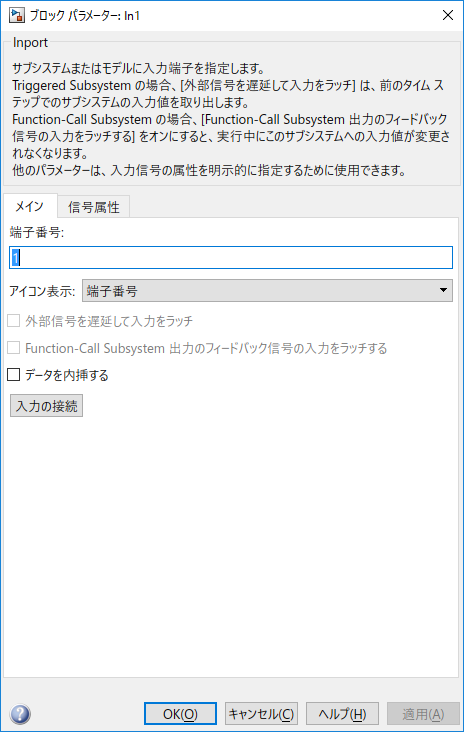 ブロック パラメーター: In1
Inport
サブシステムまたはモデルに入力端子を指定します。
Triggered Subsystem の場合、[外部信号を遅延して入力をラッチ] は、前のタイム ス
テップでのサブシステムの入力値を取り出します。
Function-Call Subsystem の場合、[Function-Call Subsystem 出力のフィードバック
信号の入力をラッチする] をオンにすると、実行中にこのサブシステムへの入力値が変更さ
れなくなります。
他のパラメーターは、入力信号の属性を明示的に指定するために使用できます。
メイン 信号属性
端子番号:
1
アイコン表示: 端子番号
外部信号を遅延して入力をラッチ
Function-Call Subsystem 出力のフィードバック信号の入力をラッチする
データを内挿する
入力の接続
? OK(O) キャンセル(C) ヘルプ(H) 適用(A)